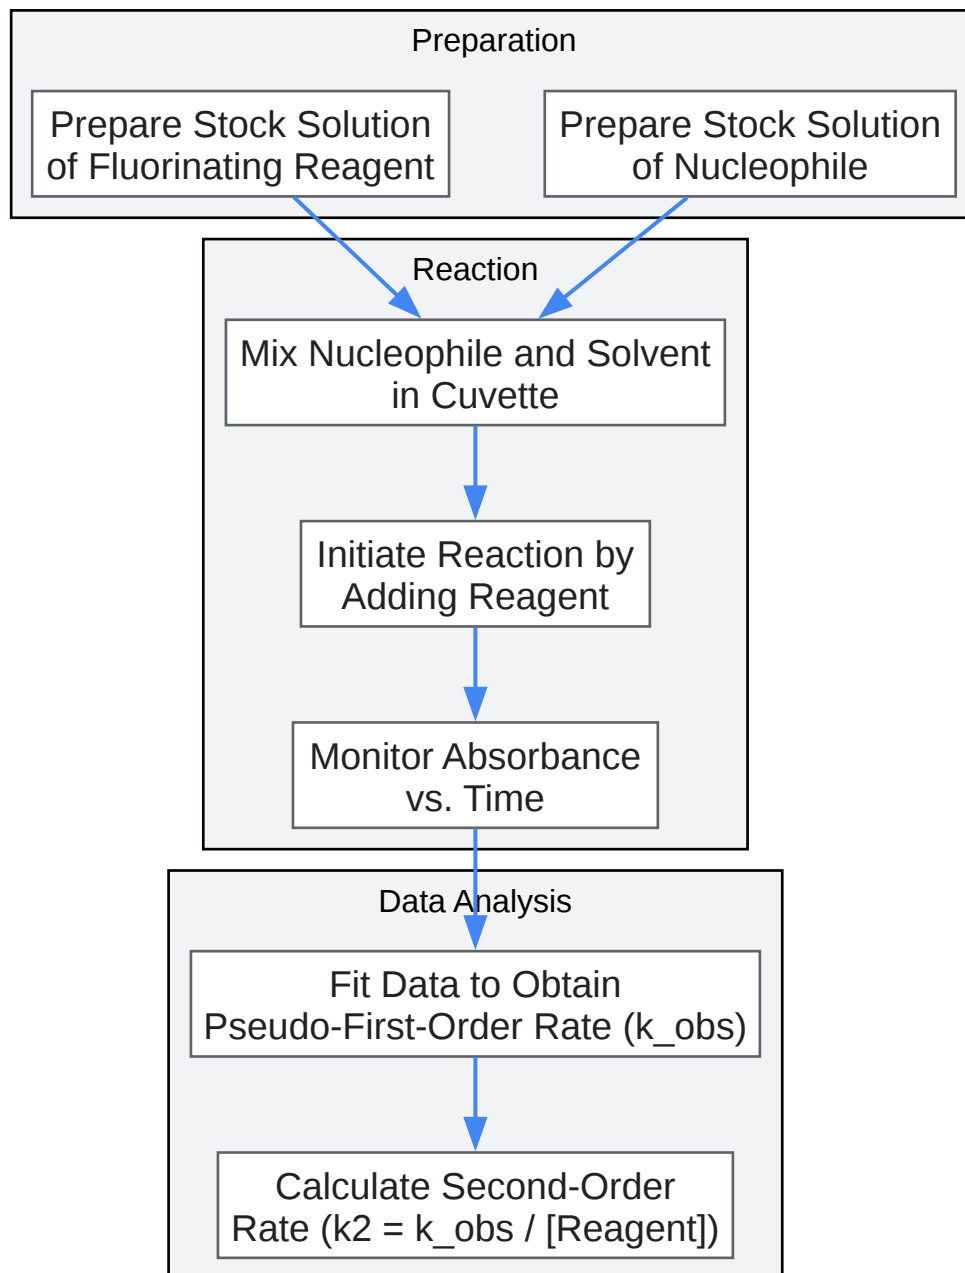 Preparation
Prepare Stock Solution
of Fluorinating Reagent
Prepare Stock Solution
of Nucleophile
Reaction
Mix Nucleophile and Solvent
in Cuvette
Initiate Reaction by
Adding Reagent
Monitor Absorbance
vs. Time
Data Analysis
Fit Data to Obtain
Pseudo-First-Order Rate (k_obs)
Calculate Second-Order
Rate (k2 = k_obs / [Reagent])